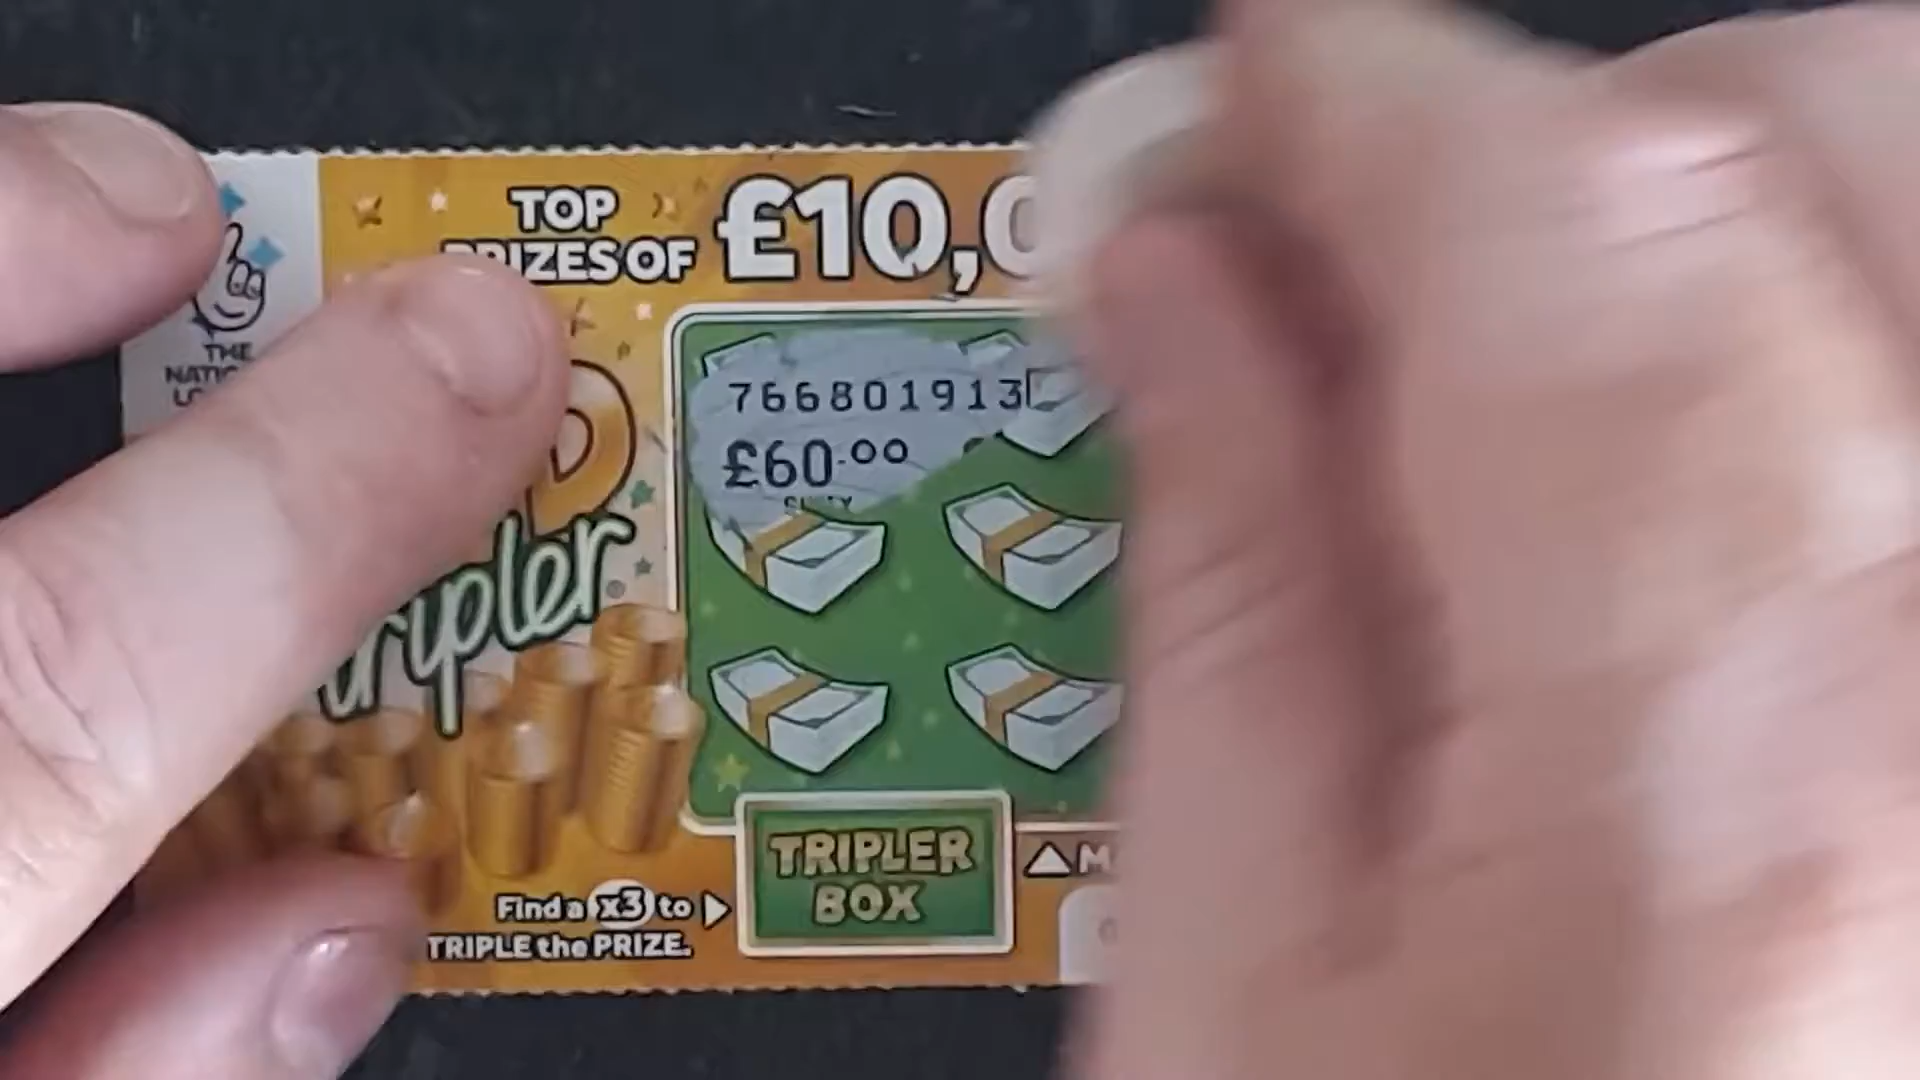 TOP
PRIZES OF £10,0
THE
766801913
£60.00
Tripler
TRIPLER
BOX
Find a x3 to
TRIPLE the PRIZE.